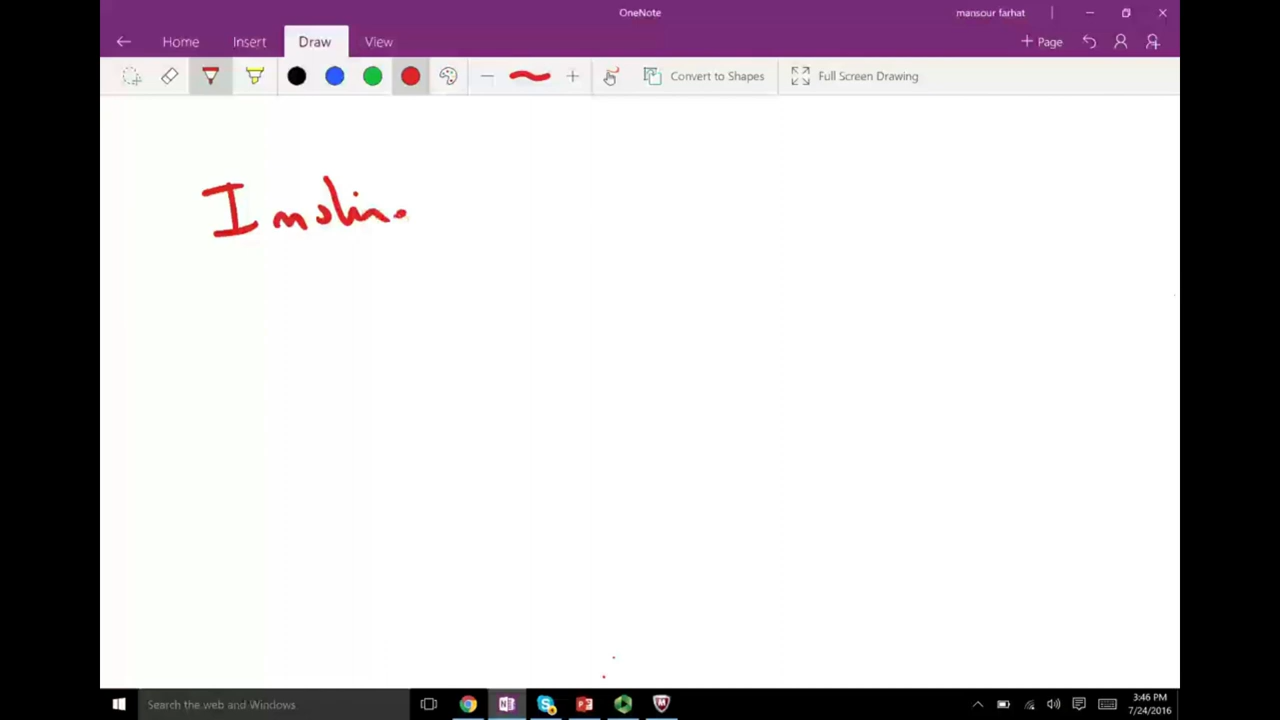 OneNote
mansour farhat
Home
Insert
Draw
View
Page
Convert to Shapes
Full Screen Drawing
Search the web and Windows
3:46 PM
7/24/2016